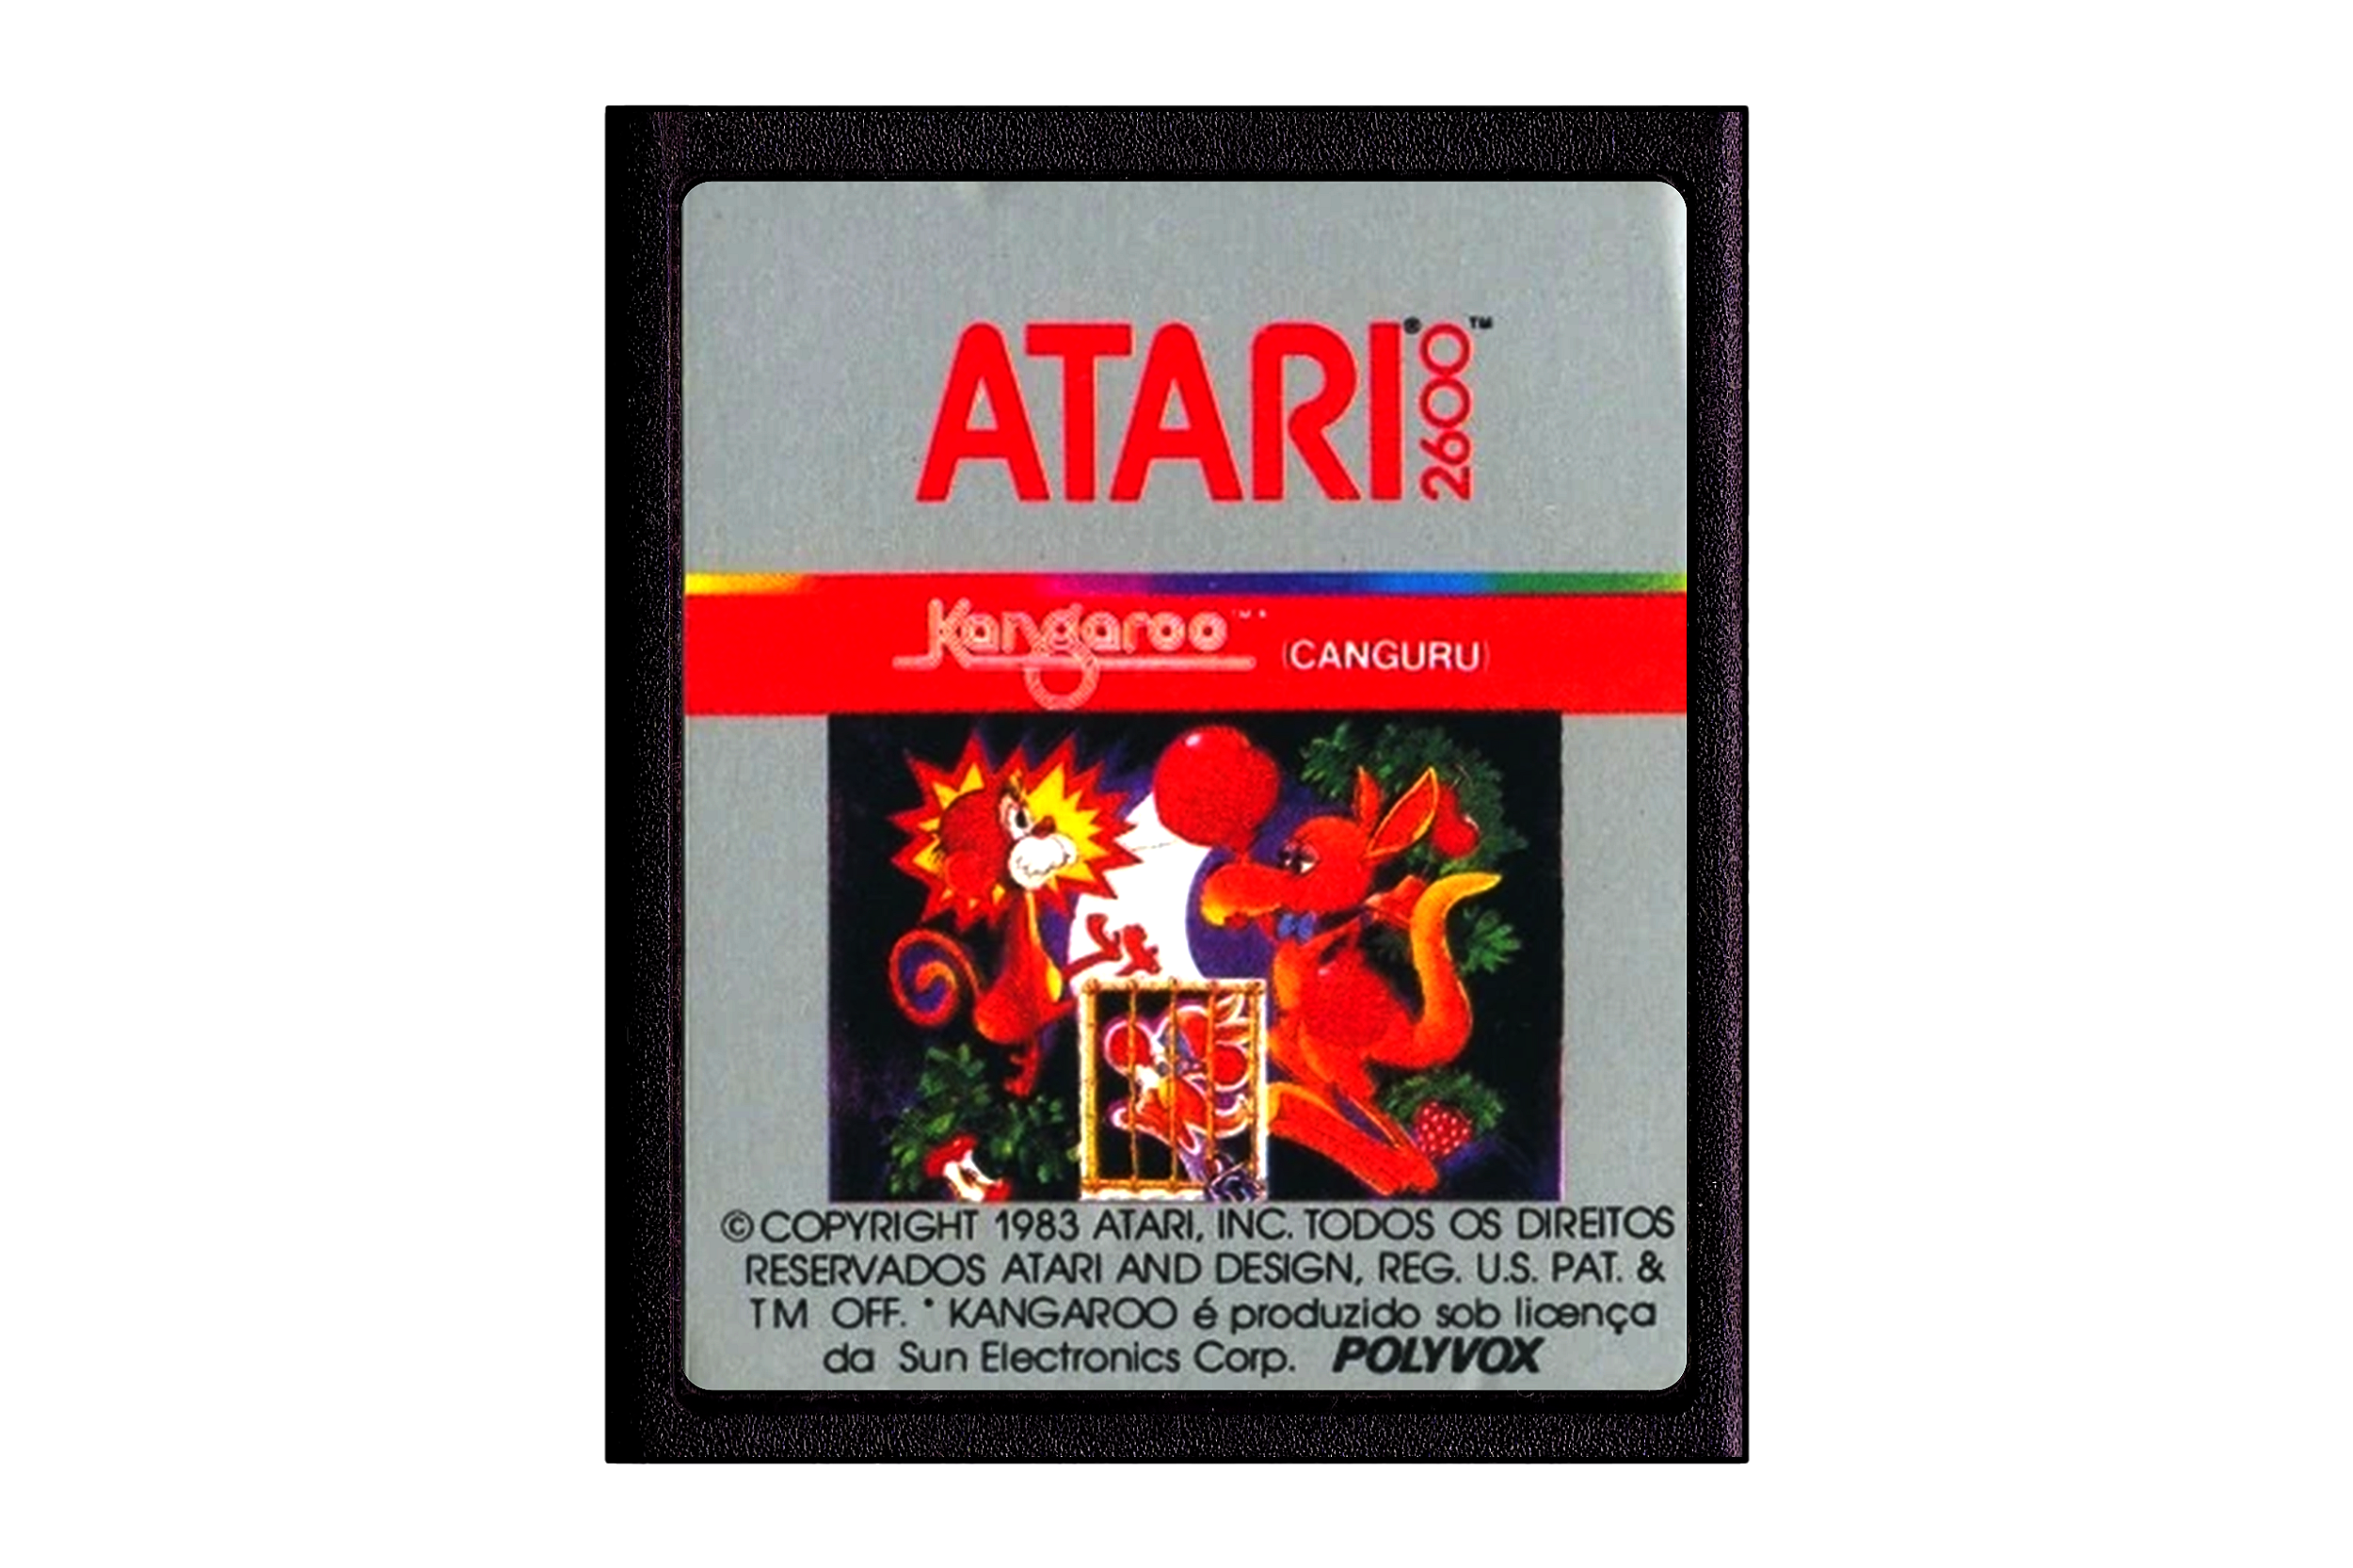 ATARI® 2600™
Kangaroo™* (CANGURU)
© COPYRIGHT 1983 ATARI, INC. TODOS OS DIREITOS
RESERVADOS ATARI AND DESIGN, REG. U.S. PAT. &
TM OFF. * KANGAROO é produzido sob licença
da Sun Electronics Corp. POLYVOX